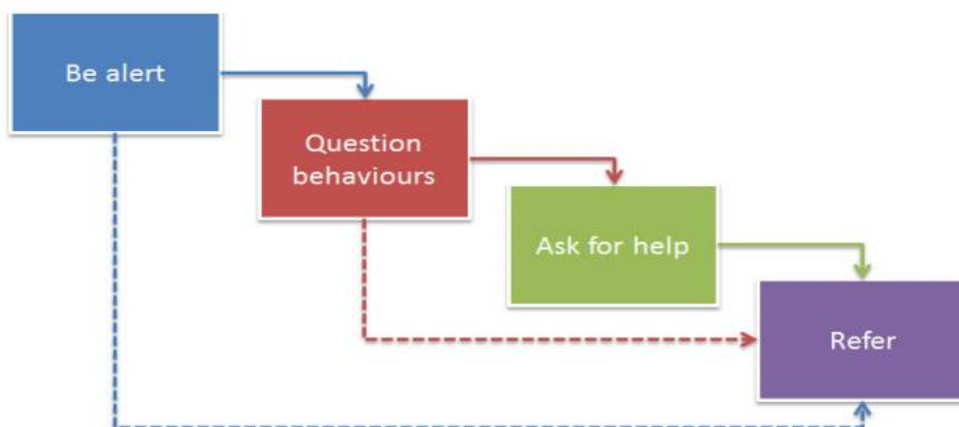 Be alert
Question
behaviours
Ask for help
Refer